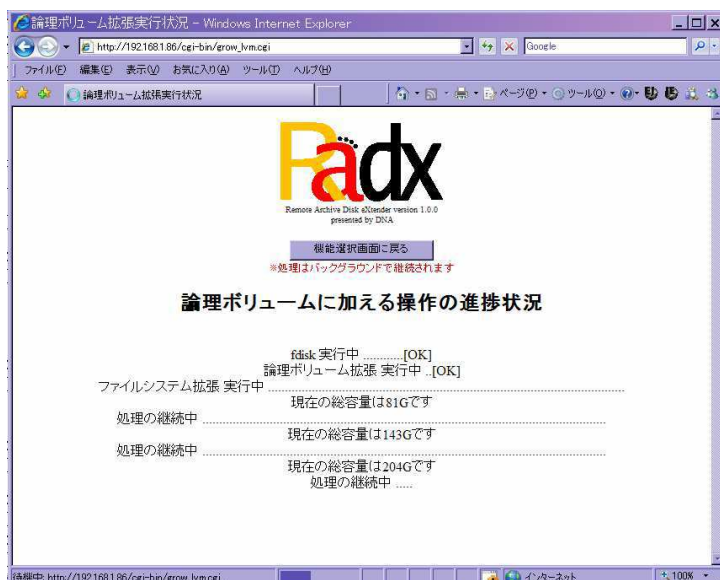 論理ボリューム拡張実行状況 - Windows Internet Explorer
http://192.168.1.86/cgi-bin/grow_lvm.cgi
Google
ファイル(F) 編集(E) 表示(V) お気に入り(A) ツール(T) ヘルプ(H)
論理ボリューム拡張実行状況
ページ(P) ツール(O)
Radx
Remote Archive Disk eXtender version 1.0.0
presented by DNA
機能選択画面に戻る
※処理はバックグラウンドで継続されます
論理ボリュームに加える操作の進捗状況
fdisk 実行中 ............[OK]
論理ボリューム拡張 実行中 ..[OK]
ファイルシステム拡張 実行中 ....................
現在の総容量は81Gです
処理の継続中 ....................
現在の総容量は143Gです
処理の継続中 ....................
現在の総容量は204Gです
処理の継続中 .....
待機中: http://192.168.1.86/cgi-bin/grow_lvm.cgi
インターネット
100%